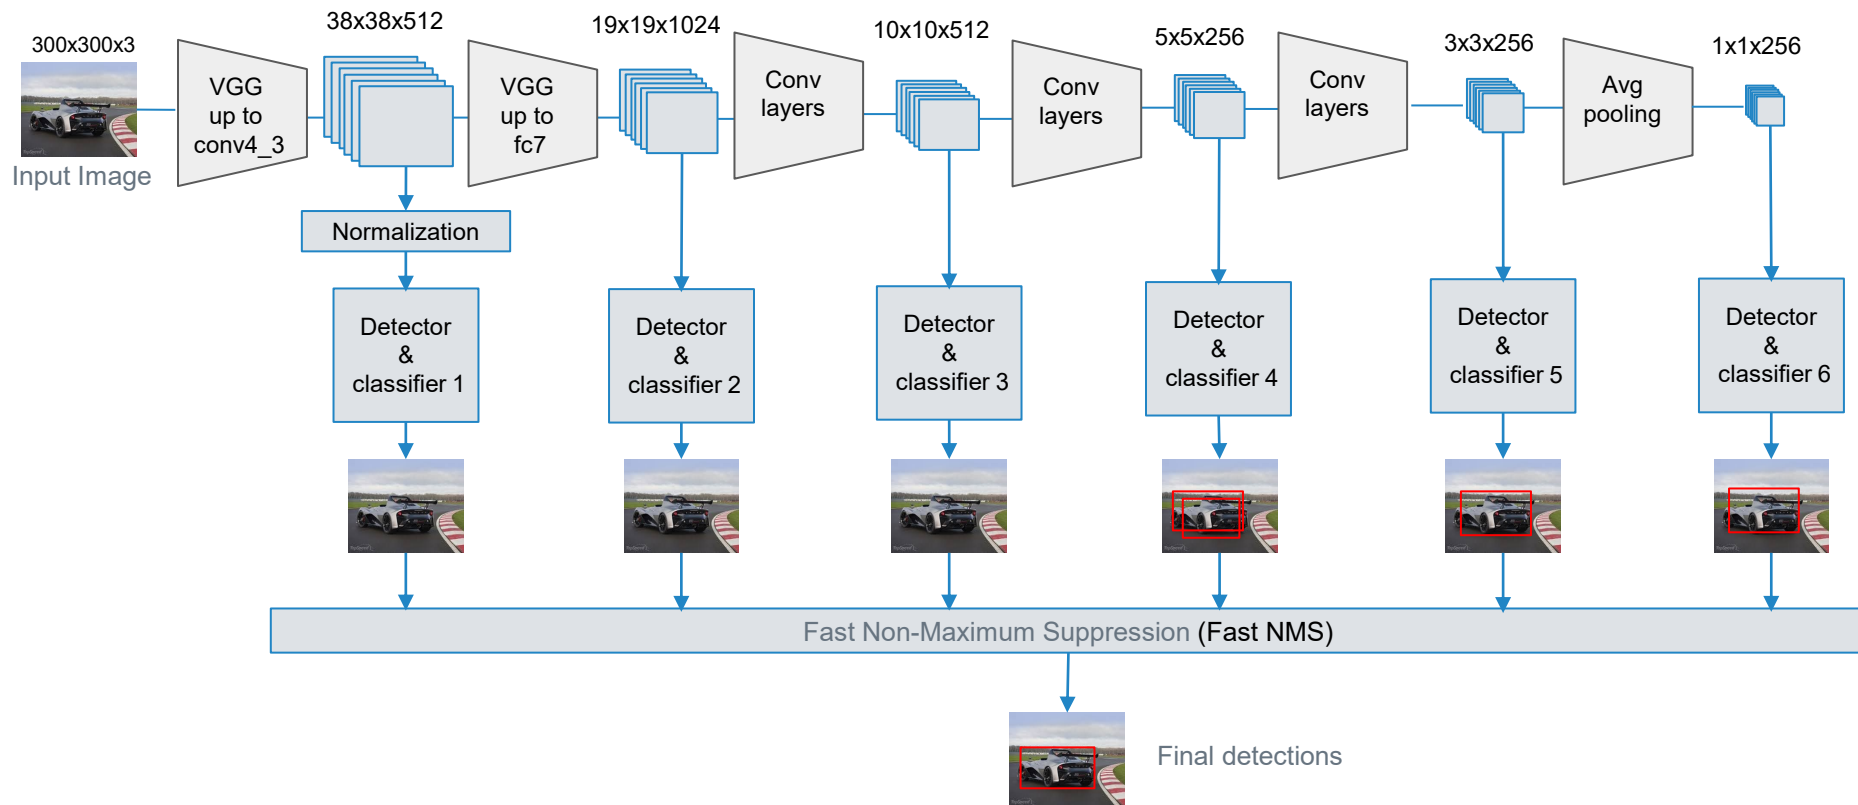 300x300x3
38x38x512
19x19x1024
10x10x512
5x5x256
3x3x256
1x1x256
Input Image
VGG
up to
conv4_3
VGG
up to
fc7
Conv
layers
Conv
layers
Conv
layers
Avg
pooling
Normalization
Detector
&
classifier 1
Detector
&
classifier 2
Detector
&
classifier 3
Detector
&
classifier 4
Detector
&
classifier 5
Detector
&
classifier 6
Fast Non-Maximum Suppression (Fast NMS)
Final detections